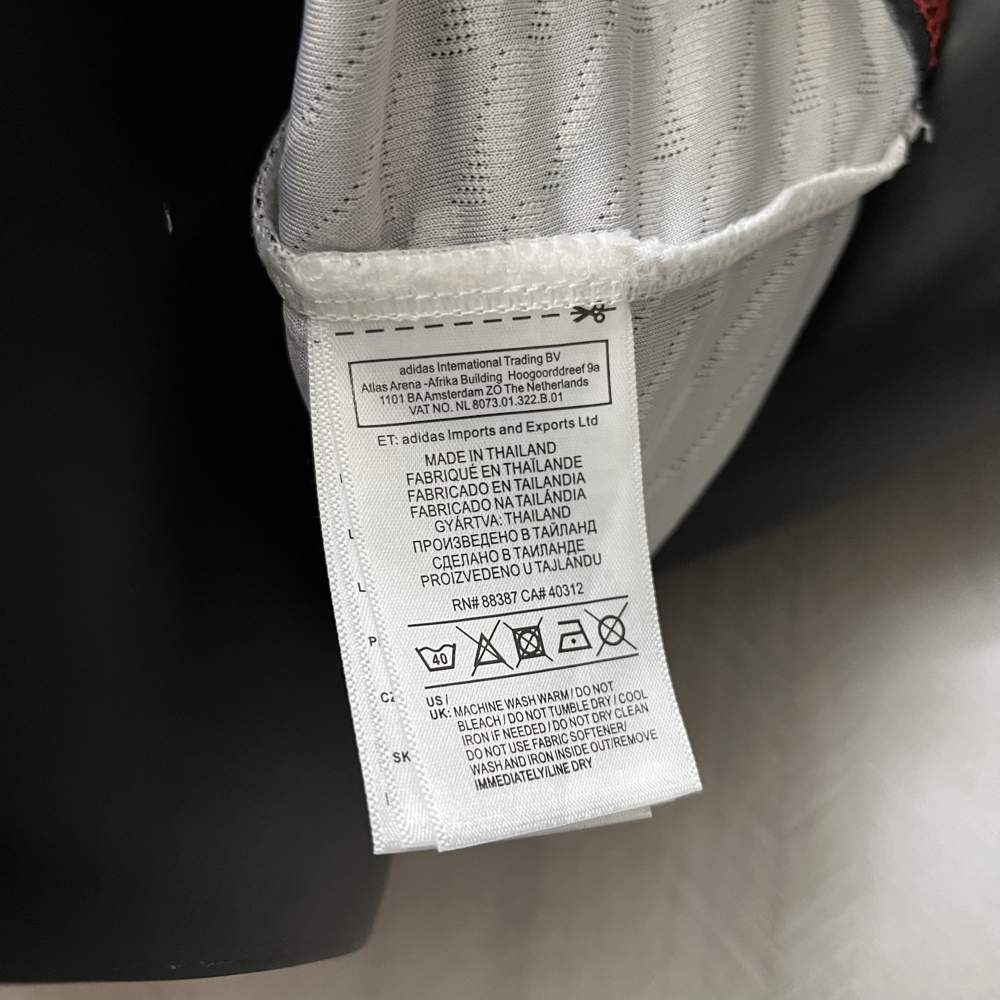 adidas International Trading BV
Atlas Arena -Afrika Building Hoogoorddreef 9a
1101 BA Amsterdam ZO The Netherlands
VAT NO. NL 8073.01.322.B.01
ET: adidas Imports and Exports Ltd
MADE IN THAILAND
FABRIQUÉ EN THAÏLANDE
FABRICADO EN TAILANDIA
FABRICADO NA TAILÂNDIA
GYÁRTVA: THAILAND
ПРОИЗВЕДЕНО В ТАЙЛАНД
СДЕЛАНО В ТАИЛАНДЕ
PROIZVEDENO U TAJLANDU
RN# 88387 CA# 40312
40
US /
UK: MACHINE WASH WARM / DO NOT
BLEACH / DO NOT TUMBLE DRY / COOL
IRON IF NEEDED / DO NOT DRY CLEAN
DO NOT USE FABRIC SOFTENER/
WASH AND IRON INSIDE OUT/REMOVE
IMMEDIATELY/LINE DRY
L
P
SK